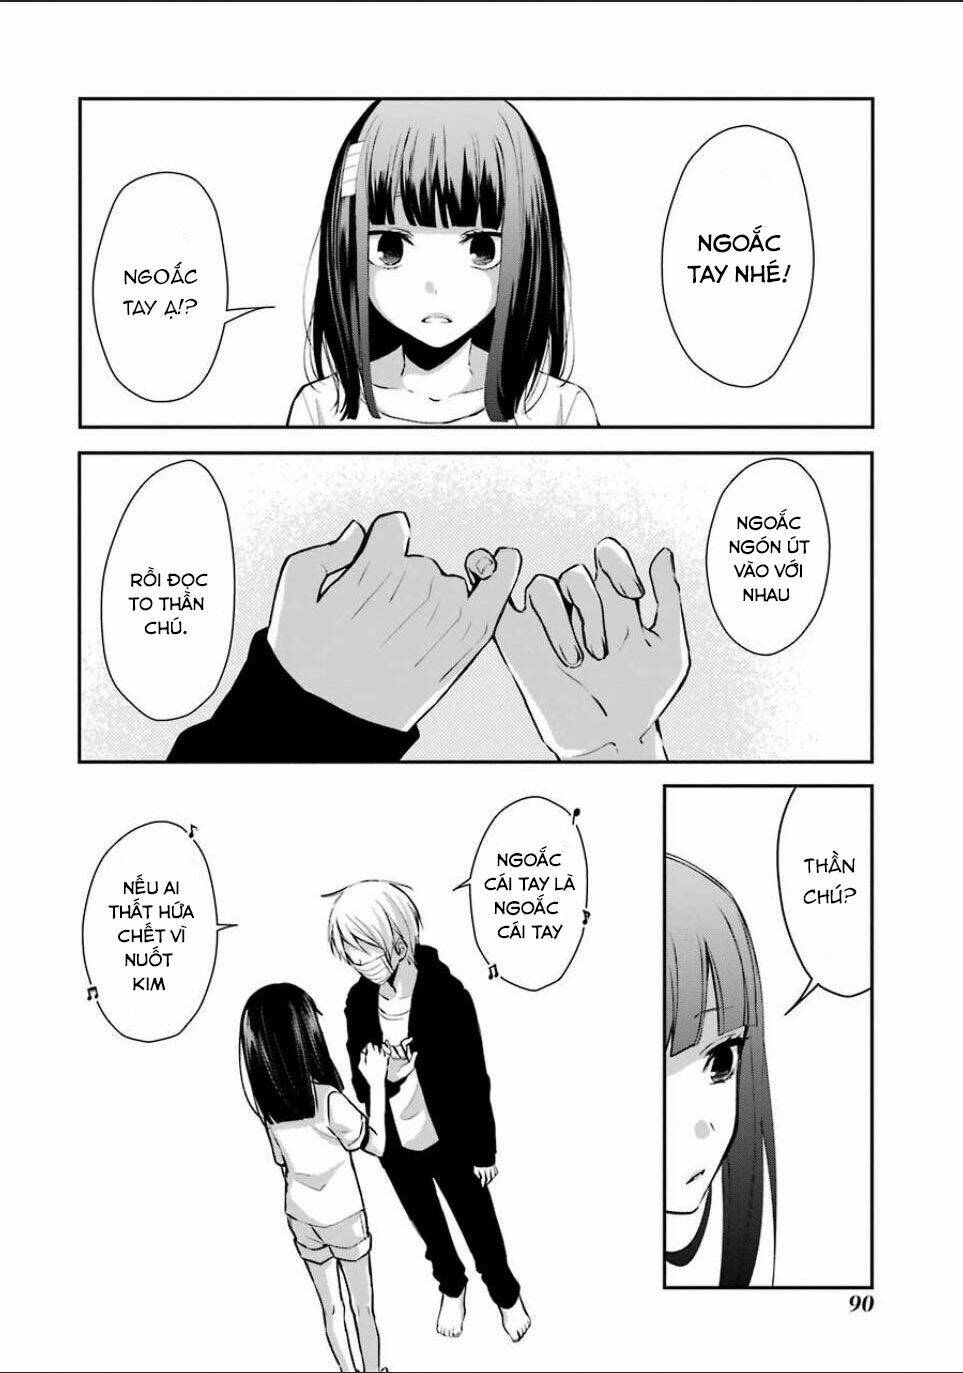 NGOẮC
TAY NHÉ!
NGOẮC
TAY Ạ!?
NGOẮC
NGÓN ÚT
VÀO VỚI
NHAU
RỒI ĐỌC
TO THẦN
CHÚ.
THẦN
CHÚ?
NGOẮC
CÁI TAY LÀ
NGOẮC
CÁI TAY
NẾU AI
THẤT HỨA
CHẾT VÌ
NUỐT
KIM
90